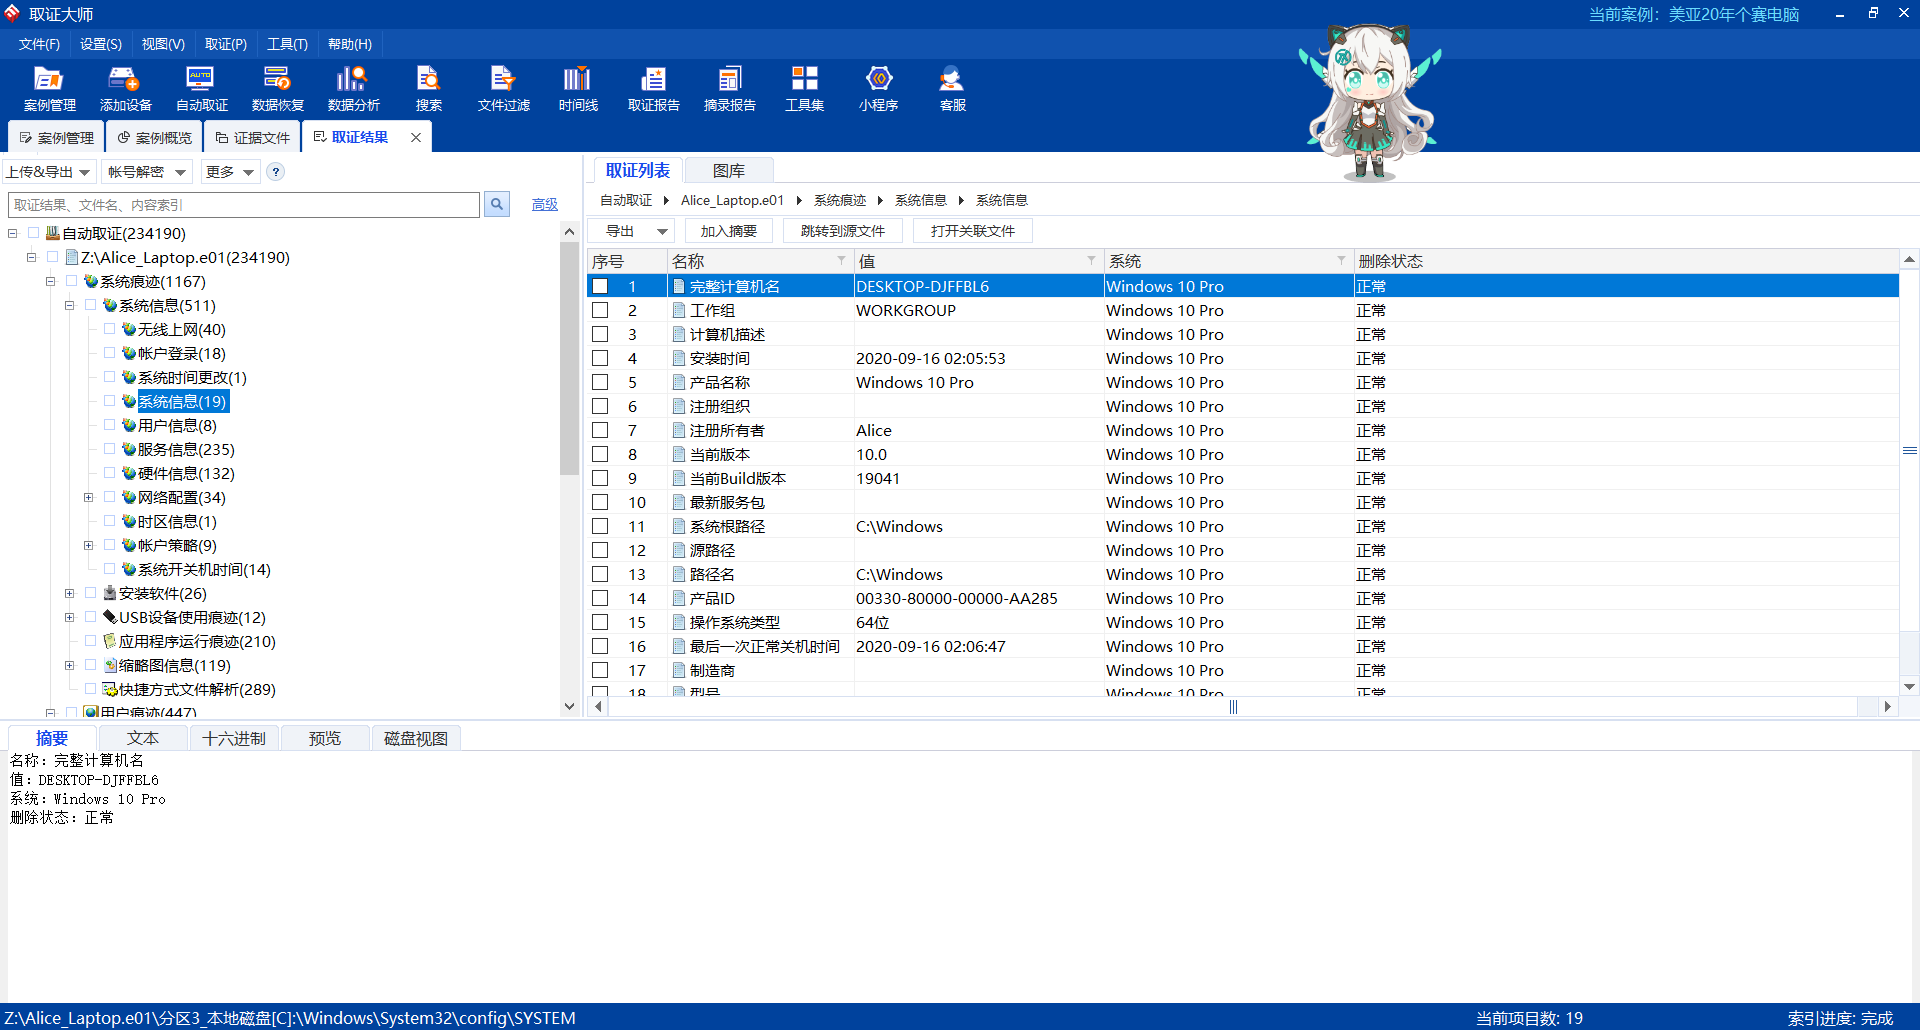 取证大师
当前案例：美亚20年个赛电脑
文件(F) 设置(S) 视图(V) 取证(P) 工具(T) 帮助(H)
案例管理 添加设备 自动取证 数据恢复 数据分析 搜索 文件过滤 时间线 取证报告 摘录报告 工具集 小程序 客服
案例管理 案例概览 证据文件 取证结果
上传&导出 帐号解密 更多 ?
取证结果、文件名、内容索引 高级
自动取证(234190)
Z:\Alice_Laptop.e01(234190)
系统痕迹(1167)
系统信息(511)
无线上网(40)
帐户登录(18)
系统时间更改(1)
系统信息(19)
用户信息(8)
服务信息(235)
硬件信息(132)
网络配置(34)
时区信息(1)
帐户策略(9)
系统开关机时间(14)
安装软件(26)
USB设备使用痕迹(12)
应用程序运行痕迹(210)
缩略图信息(119)
快捷方式文件解析(289)
用户痕迹(447)
取证列表 图库
自动取证 Alice_Laptop.e01 系统痕迹 系统信息 系统信息
导出 加入摘要 跳转到源文件 打开关联文件
序号 名称 值 系统 删除状态
1 完整计算机名 DESKTOP-DJFFBL6 Windows 10 Pro 正常
2 工作组 WORKGROUP Windows 10 Pro 正常
3 计算机描述 Windows 10 Pro 正常
4 安装时间 2020-09-16 02:05:53 Windows 10 Pro 正常
5 产品名称 Windows 10 Pro Windows 10 Pro 正常
6 注册组织 Windows 10 Pro 正常
7 注册所有者 Alice Windows 10 Pro 正常
8 当前版本 10.0 Windows 10 Pro 正常
9 当前Build版本 19041 Windows 10 Pro 正常
10 最新服务包 Windows 10 Pro 正常
11 系统根路径 C:\Windows Windows 10 Pro 正常
12 源路径 Windows 10 Pro 正常
13 路径名 C:\Windows Windows 10 Pro 正常
14 产品ID 00330-80000-00000-AA285 Windows 10 Pro 正常
15 操作系统类型 64位 Windows 10 Pro 正常
16 最后一次正常关机时间 2020-09-16 02:06:47 Windows 10 Pro 正常
17 制造商 Windows 10 Pro 正常
18 型号 Windows 10 Pro 正常
摘要 文本 十六进制 预览 磁盘视图
名称：完整计算机名
值：DESKTOP-DJFFBL6
系统：Windows 10 Pro
删除状态：正常
Z:\Alice_Laptop.e01\分区3_本地磁盘[C]:\Windows\System32\config\SYSTEM 当前项目数: 19 索引进度: 完成